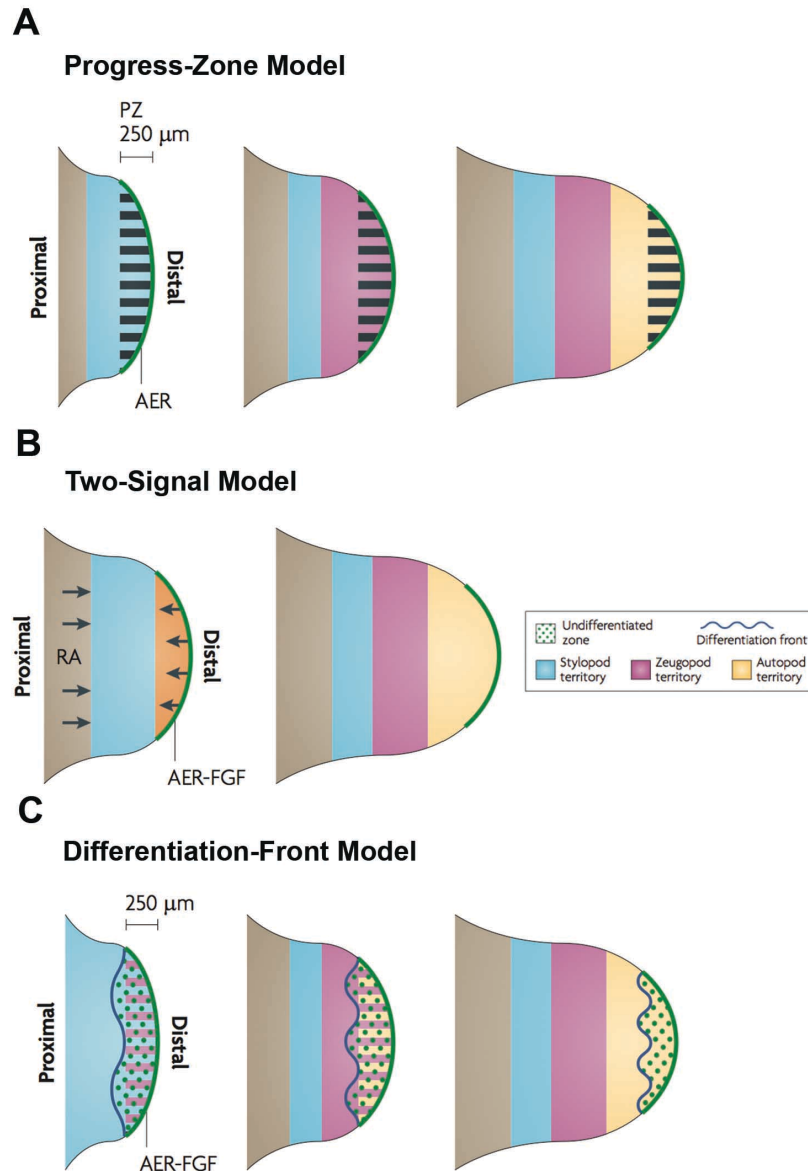 A
Progress-Zone Model
PZ
250 μm
Proximal
Distal
AER
B
Two-Signal Model
Proximal
RA
Distal
AER-FGF
Undifferentiated
zone
Differentiation front
Stylopod
territory
Zeugopod
territory
Autopod
territory
C
Differentiation-Front Model
250 μm
Proximal
Distal
AER-FGF